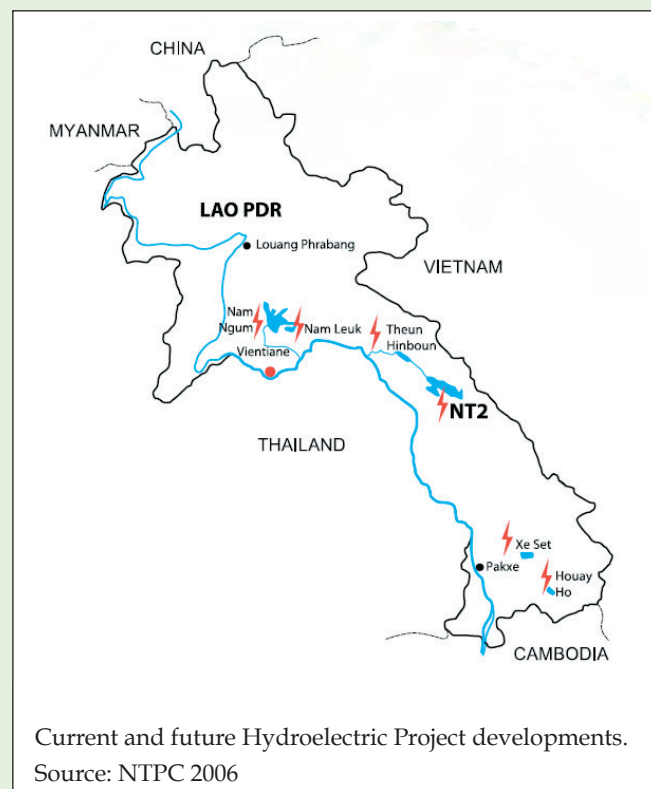 CHINA
MYANMAR
LAO PDR
Louang Phrabang
VIETNAM
Nam
Ngum
Nam Leuk
Theun
Hinboun
Vientiane
NT2
THAILAND
Xe Set
Pakxe
Houay
Ho
CAMBODIA
Current and future Hydroelectric Project developments.
Source: NTPC 2006